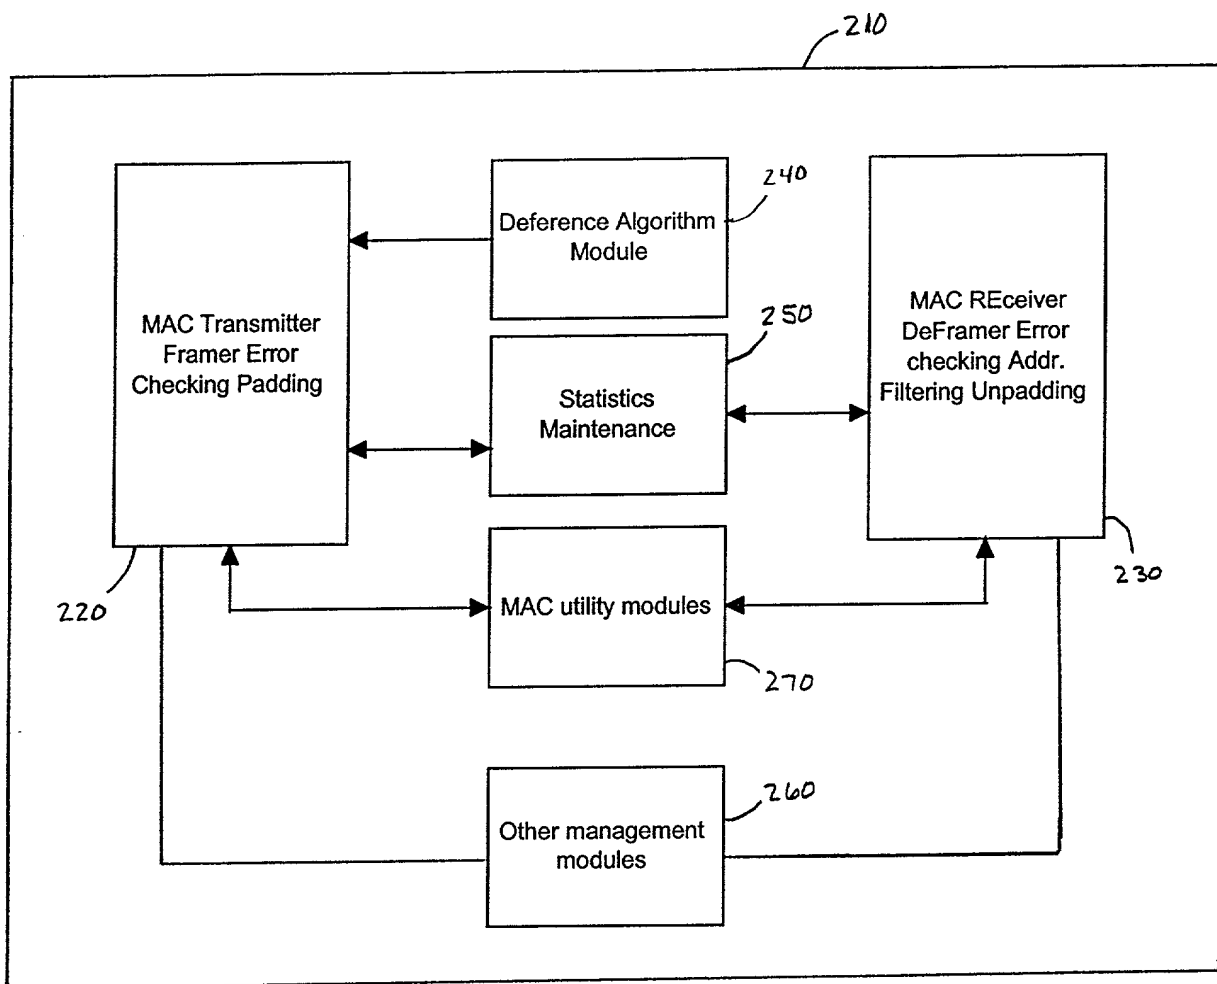 210
240
Deference Algorithm
Module
250
MAC Transmitter
Framer Error
Checking Padding
MAC REceiver
DeFramer Error
checking Addr.
Filtering Unpadding
Statistics
Maintenance
220
230
MAC utility modules
270
260
Other management
modules